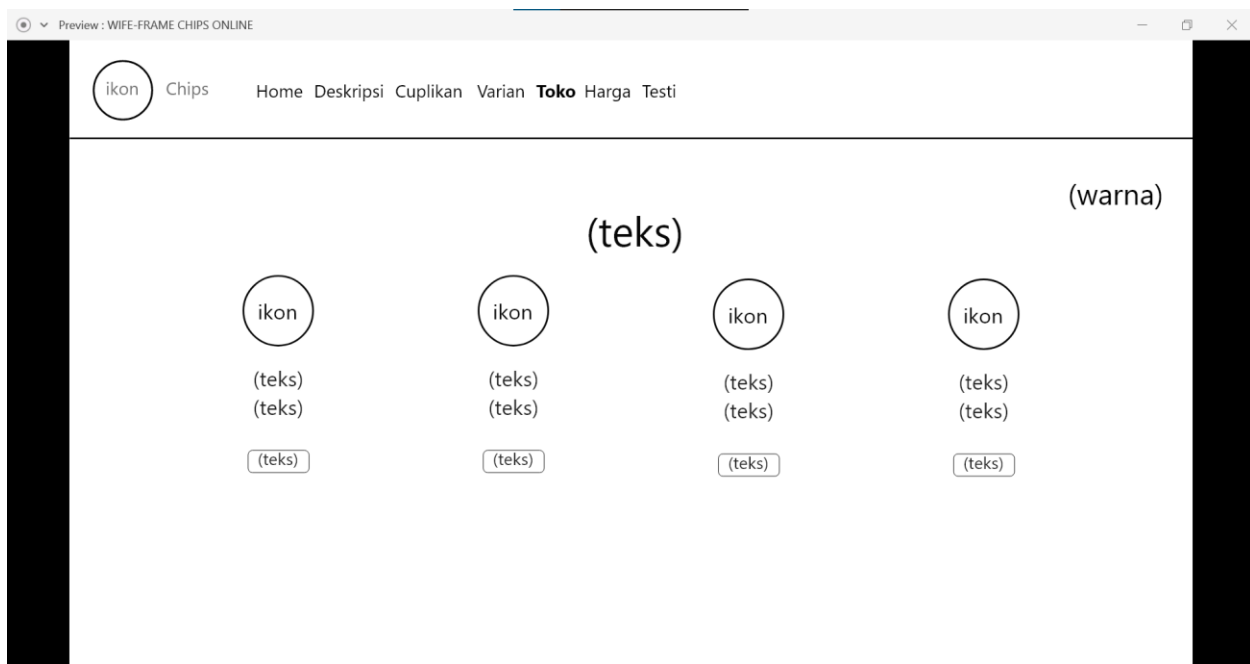 Preview : WIFE-FRAME CHIPS ONLINE
ikon Chips Home Deskripsi Cuplikan Varian Toko Harga Testi
(warna)
(teks)
ikon ikon ikon ikon
(teks) (teks) (teks) (teks)
(teks) (teks) (teks) (teks)
(teks) (teks) (teks) (teks)